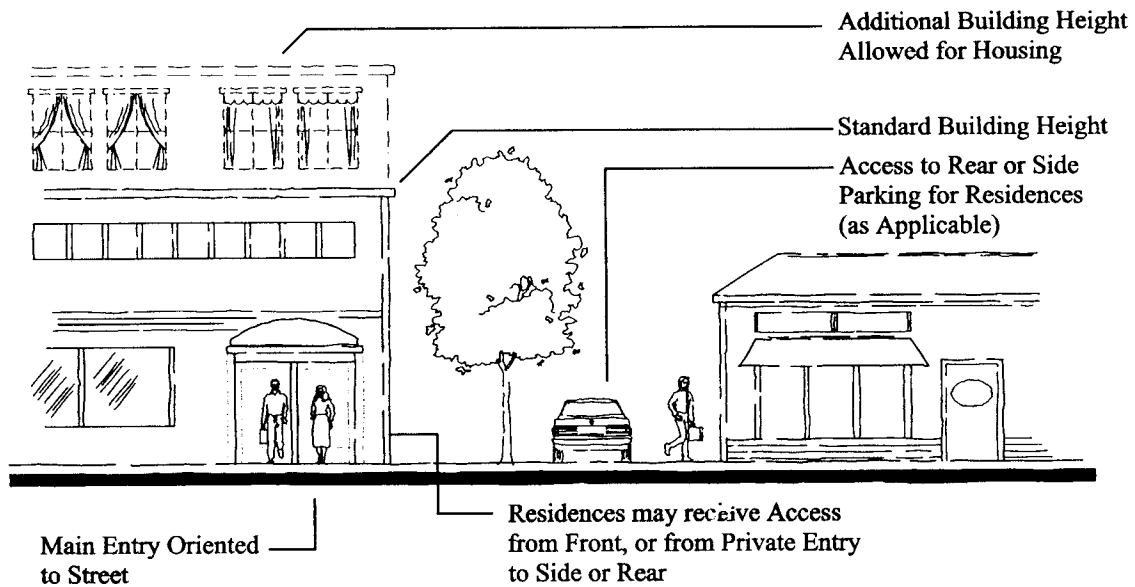 Additional Building Height
Allowed for Housing
Standard Building Height
Access to Rear or Side
Parking for Residences
(as Applicable)
Residences may receive Access
from Front, or from Private Entry
to Side or Rear
Main Entry Oriented
to Street